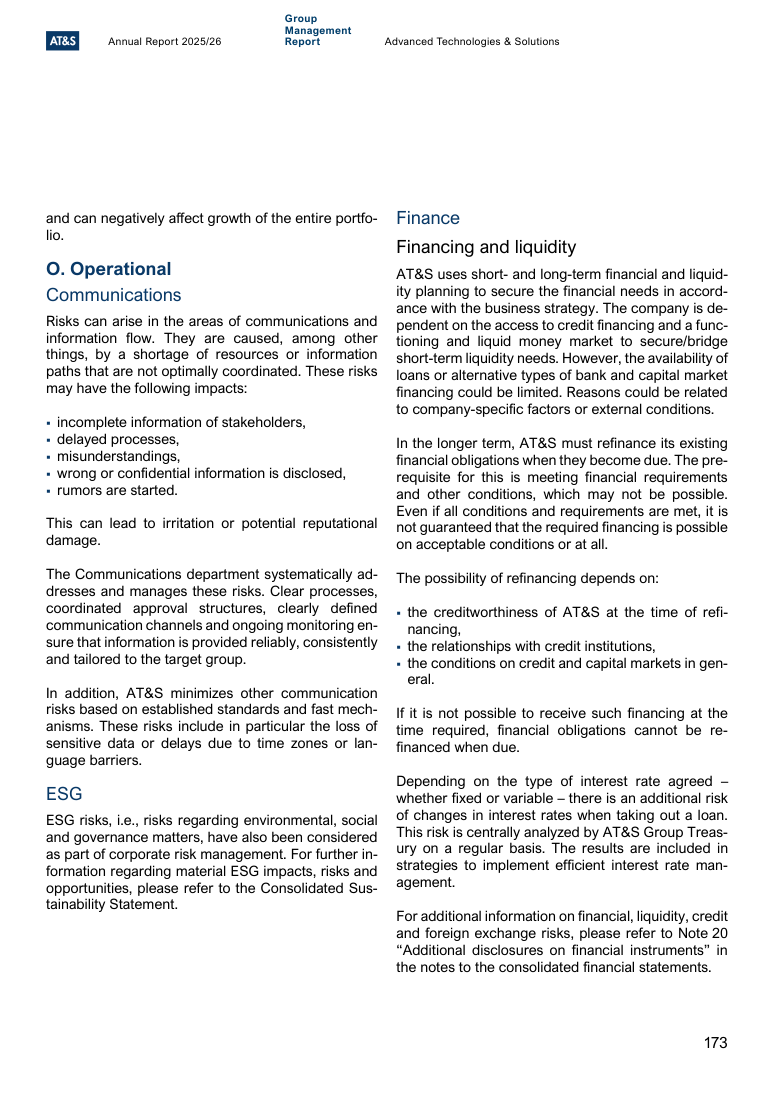 AT&S
Annual Report 2025/26
Group
Management
Report
Advanced Technologies & Solutions
and can negatively affect growth of the entire portfo-
lio.
O. Operational
Communications
Risks can arise in the areas of communications and
information flow. They are caused, among other
things, by a shortage of resources or information
paths that are not optimally coordinated. These risks
may have the following impacts:
▪ incomplete information of stakeholders,
▪ delayed processes,
▪ misunderstandings,
▪ wrong or confidential information is disclosed,
▪ rumors are started.
This can lead to irritation or potential reputational
damage.
The Communications department systematically ad-
dresses and manages these risks. Clear processes,
coordinated approval structures, clearly defined
communication channels and ongoing monitoring en-
sure that information is provided reliably, consistently
and tailored to the target group.
In addition, AT&S minimizes other communication
risks based on established standards and fast mech-
anisms. These risks include in particular the loss of
sensitive data or delays due to time zones or lan-
guage barriers.
ESG
ESG risks, i.e., risks regarding environmental, social
and governance matters, have also been considered
as part of corporate risk management. For further in-
formation regarding material ESG impacts, risks and
opportunities, please refer to the Consolidated Sus-
tainability Statement.
Finance
Financing and liquidity
AT&S uses short- and long-term financial and liquid-
ity planning to secure the financial needs in accord-
ance with the business strategy. The company is de-
pendent on the access to credit financing and a func-
tioning and liquid money market to secure/bridge
short-term liquidity needs. However, the availability of
loans or alternative types of bank and capital market
financing could be limited. Reasons could be related
to company-specific factors or external conditions.
In the longer term, AT&S must refinance its existing
financial obligations when they become due. The pre-
requisite for this is meeting financial requirements
and other conditions, which may not be possible.
Even if all conditions and requirements are met, it is
not guaranteed that the required financing is possible
on acceptable conditions or at all.
The possibility of refinancing depends on:
▪ the creditworthiness of AT&S at the time of refi-
nancing,
▪ the relationships with credit institutions,
▪ the conditions on credit and capital markets in gen-
eral.
If it is not possible to receive such financing at the
time required, financial obligations cannot be re-
financed when due.
Depending on the type of interest rate agreed –
whether fixed or variable – there is an additional risk
of changes in interest rates when taking out a loan.
This risk is centrally analyzed by AT&S Group Treas-
ury on a regular basis. The results are included in
strategies to implement efficient interest rate man-
agement.
For additional information on financial, liquidity, credit
and foreign exchange risks, please refer to Note 20
“Additional disclosures on financial instruments” in
the notes to the consolidated financial statements.
173